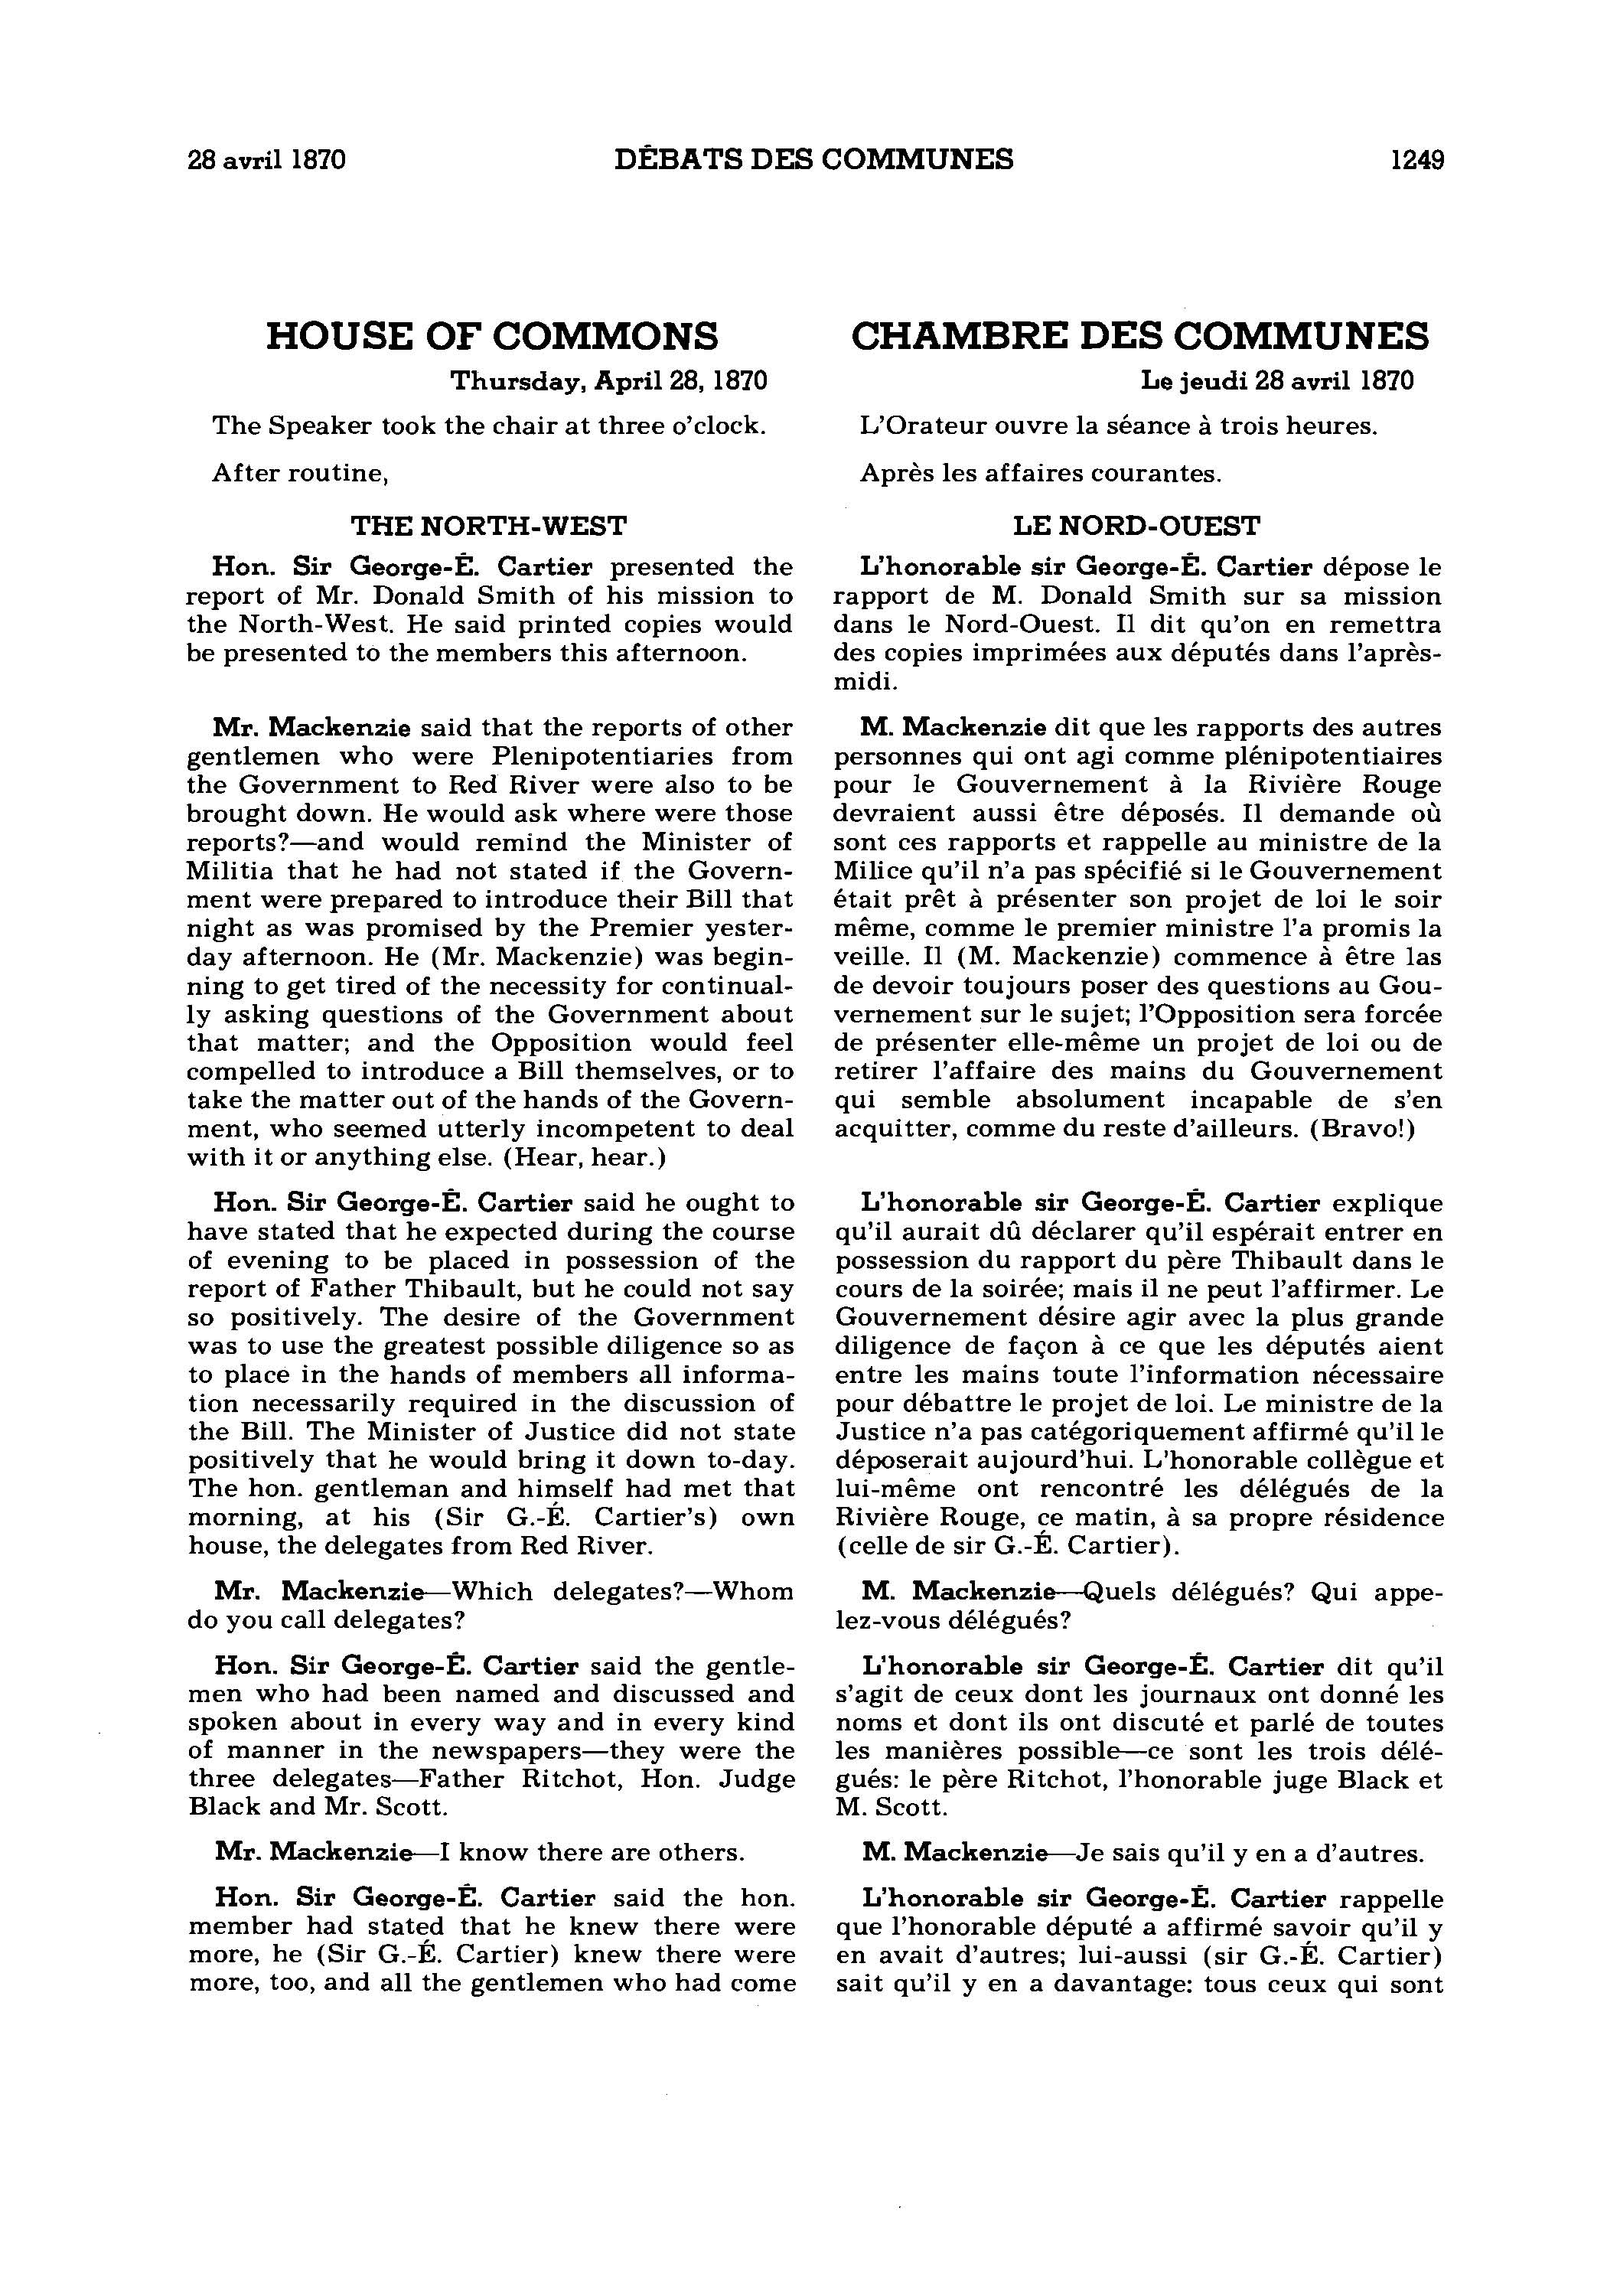 28 avril 1870
DÉBATS DES COMMUNES
1249
HOUSE OF COMMONS
Thursday, April 28, 1870
The Speaker took the chair at three o'clock.
After routine,
THE NORTH-WEST
Hon. Sir George-É. Cartier presented the
report of Mr. Donald Smith of his mission to
the North-West. He said printed copies would
be presented to the members this afternoon.
Mr. Mackenzie said that the reports of other
gentlemen who were Plenipotentiaries from
the Government to Red River were also to be
brought down. He would ask where were those
reports?—and would remind the Minister of
Militia that he had not stated if the Govern-
ment were prepared to introduce their Bill that
night as was promised by the Premier yester-
day afternoon. He (Mr. Mackenzie) was begin-
ning to get tired of the necessity for continual-
ly asking questions of the Government about
that matter; and the Opposition would feel
compelled to introduce a Bill themselves, or to
take the matter out of the hands of the Govern-
ment, who seemed utterly incompetent to deal
with it or anything else. (Hear, hear.)
Hon. Sir George-É. Cartier said he ought to
have stated that he expected during the course
of evening to be placed in possession of the
report of Father Thibault, but he could not say
so positively. The desire of the Government
was to use the greatest possible diligence so as
to place in the hands of members all informa-
tion necessarily required in the discussion of
the Bill. The Minister of Justice did not state
positively that he would bring it down to-day.
The hon. gentleman and himself had met that
morning, at his (Sir G.-É. Cartier's) own
house, the delegates from Red River.
Mr. Mackenzie—Which delegates?—Whom
do you call delegates?
Hon. Sir George-É. Cartier said the gentle-
men who had been named and discussed and
spoken about in every way and in every kind
of manner in the newspapers—they were the
three delegates—Father Ritchot, Hon. Judge
Black and Mr. Scott.
Mr. Mackenzie—I know there are others.
Hon. Sir George-É. Cartier said the hon.
member had stated that he knew there were
more, he (Sir G.-É. Cartier) knew there were
more, too, and all the gentlemen who had come
CHAMBRE DES COMMUNES
Le jeudi 28 avril 1870
L'Orateur ouvre la séance à trois heures.
Après les affaires courantes.
LE NORD-OUEST
L'honorable sir George-É. Cartier dépose le
rapport de M. Donald Smith sur sa mission
dans le Nord-Ouest. Il dit qu'on en remettra
des copies imprimées aux députés dans l'après-
midi.
M. Mackenzie dit que les rapports des autres
personnes qui ont agi comme plénipotentiaires
pour le Gouvernement à la Rivière Rouge
devraient aussi être déposés. Il demande où
sont ces rapports et rappelle au ministre de la
Milice qu'il n'a pas spécifié si le Gouvernement
était prêt à présenter son projet de loi le soir
même, comme le premier ministre l'a promis la
veille. Il (M. Mackenzie) commence à être las
de devoir toujours poser des questions au Gou-
vernement sur le sujet; l'Opposition sera forcée
de présenter elle-même un projet de loi ou de
retirer l'affaire des mains du Gouvernement
qui semble absolument incapable de s'en
acquitter, comme du reste d'ailleurs. (Bravo!)
L'honorable sir George-É. Cartier explique
qu'il aurait dû déclarer qu'il espérait entrer en
possession du rapport du père Thibault dans le
cours de la soirée; mais il ne peut l'affirmer. Le
Gouvernement désire agir avec la plus grande
diligence de façon à ce que les députés aient
entre les mains toute l'information nécessaire
pour débattre le projet de loi. Le ministre de la
Justice n'a pas catégoriquement affirmé qu'il le
déposerait aujourd'hui. L'honorable collègue et
lui-même ont rencontré les délégués de la
Rivière Rouge, ce matin, à sa propre résidence
(celle de sir G.-É. Cartier).
M. Mackenzie—Quels délégués? Qui appe-
lez-vous délégués?
L'honorable sir George-É. Cartier dit qu'il
s'agit de ceux dont les journaux ont donné les
noms et dont ils ont discuté et parlé de toutes
les manières possible—ce sont les trois délé-
gués: le père Ritchot, l'honorable juge Black et
M. Scott.
M. Mackenzie—Je sais qu'il y en a d'autres.
L'honorable sir George-É. Cartier rappelle
que l'honorable député a affirmé savoir qu'il y
en avait d'autres; lui-aussi (sir G.-É. Cartier)
sait qu'il y en a davantage: tous ceux qui sont